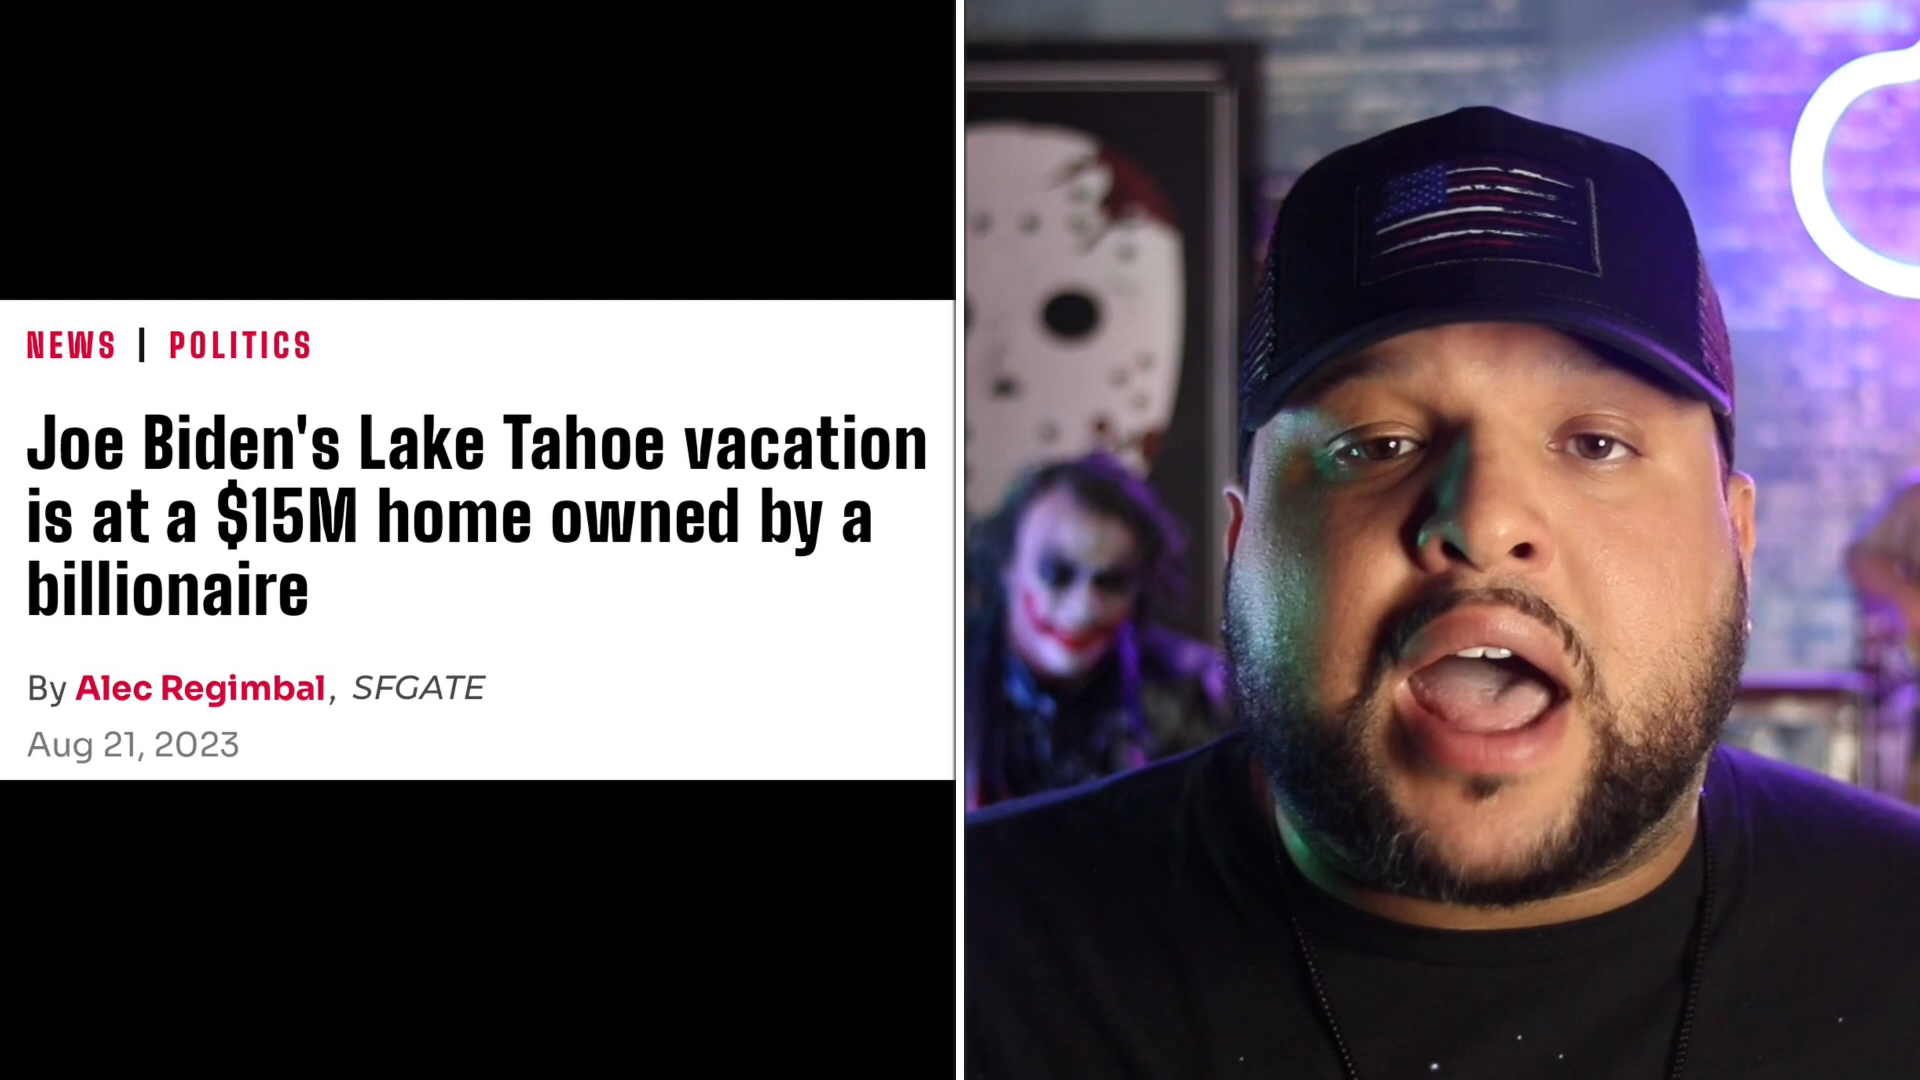 NEWS | POLITICS
Joe Biden's Lake Tahoe vacation
is at a $15M home owned by a
billionaire
By Alec Regimbal, SFGATE
Aug 21, 2023